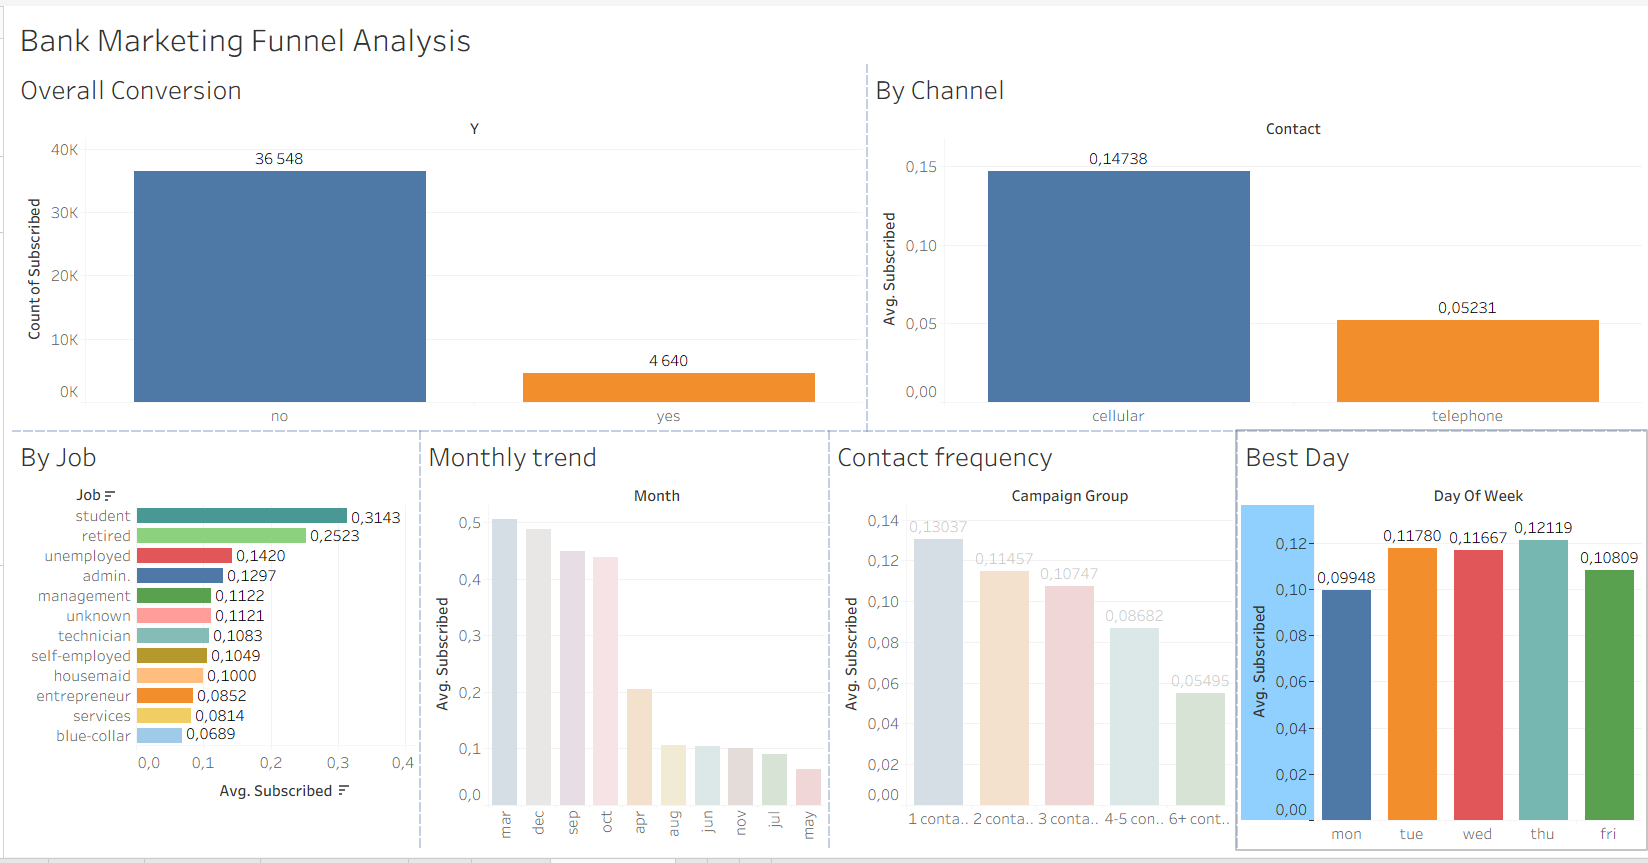 Bank Marketing Funnel Analysis
Overall Conversion
Y
40K
30K
20K
10K
0K
Count of Subscribed
36 548
4 640
no
yes
By Channel
Contact
0,15
0,10
0,05
0,00
Avg. Subscribed
0,14738
0,05231
cellular
telephone
By Job
Job
student 0,3143
retired 0,2523
unemployed 0,1420
admin. 0,1297
management 0,1122
unknown 0,1121
technician 0,1083
self-employed 0,1049
housemaid 0,1000
entrepreneur 0,0852
services 0,0814
blue-collar 0,0689
0,0 0,1 0,2 0,3 0,4
Avg. Subscribed
Monthly trend
Month
0,5
0,4
0,3
0,2
0,1
0,0
Avg. Subscribed
mar dec sep oct apr aug jun nov jul may
Contact frequency
Campaign Group
0,14
0,12
0,10
0,08
0,06
0,04
0,02
0,00
Avg. Subscribed
0,13037
0,11457
0,10747
0,08682
0,05495
1 conta.. 2 conta.. 3 conta.. 4-5 con.. 6+ cont..
Best Day
Day Of Week
0,12
0,10
0,08
0,06
0,04
0,02
0,00
Avg. Subscribed
0,09948
0,11780
0,11667
0,12119
0,10809
mon tue wed thu fri